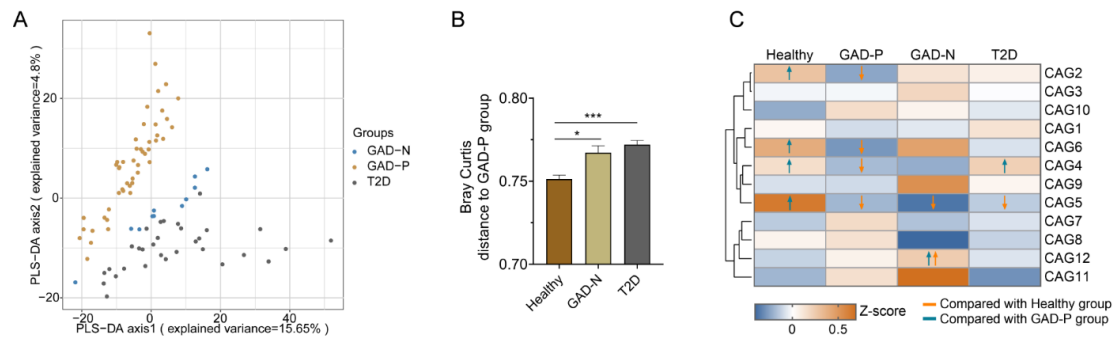 A
PLS-DA axis2 ( explained variance=4.8%)
20
0
−20
−20
0
20
40
PLS-DA axis1 ( explained variance=15.65%)
Groups
GAD-N
GAD-P
T2D
B
Bray Curtis
distance to GAD-P group
0.80
0.75
0.70
***
*
Healthy
GAD-N
T2D
C
Healthy GAD-P GAD-N T2D
CAG2
CAG3
CAG10
CAG1
CAG6
CAG4
CAG9
CAG5
CAG7
CAG8
CAG12
CAG11
Z-score
0 0.5
Compared with Healthy group
Compared with GAD-P group